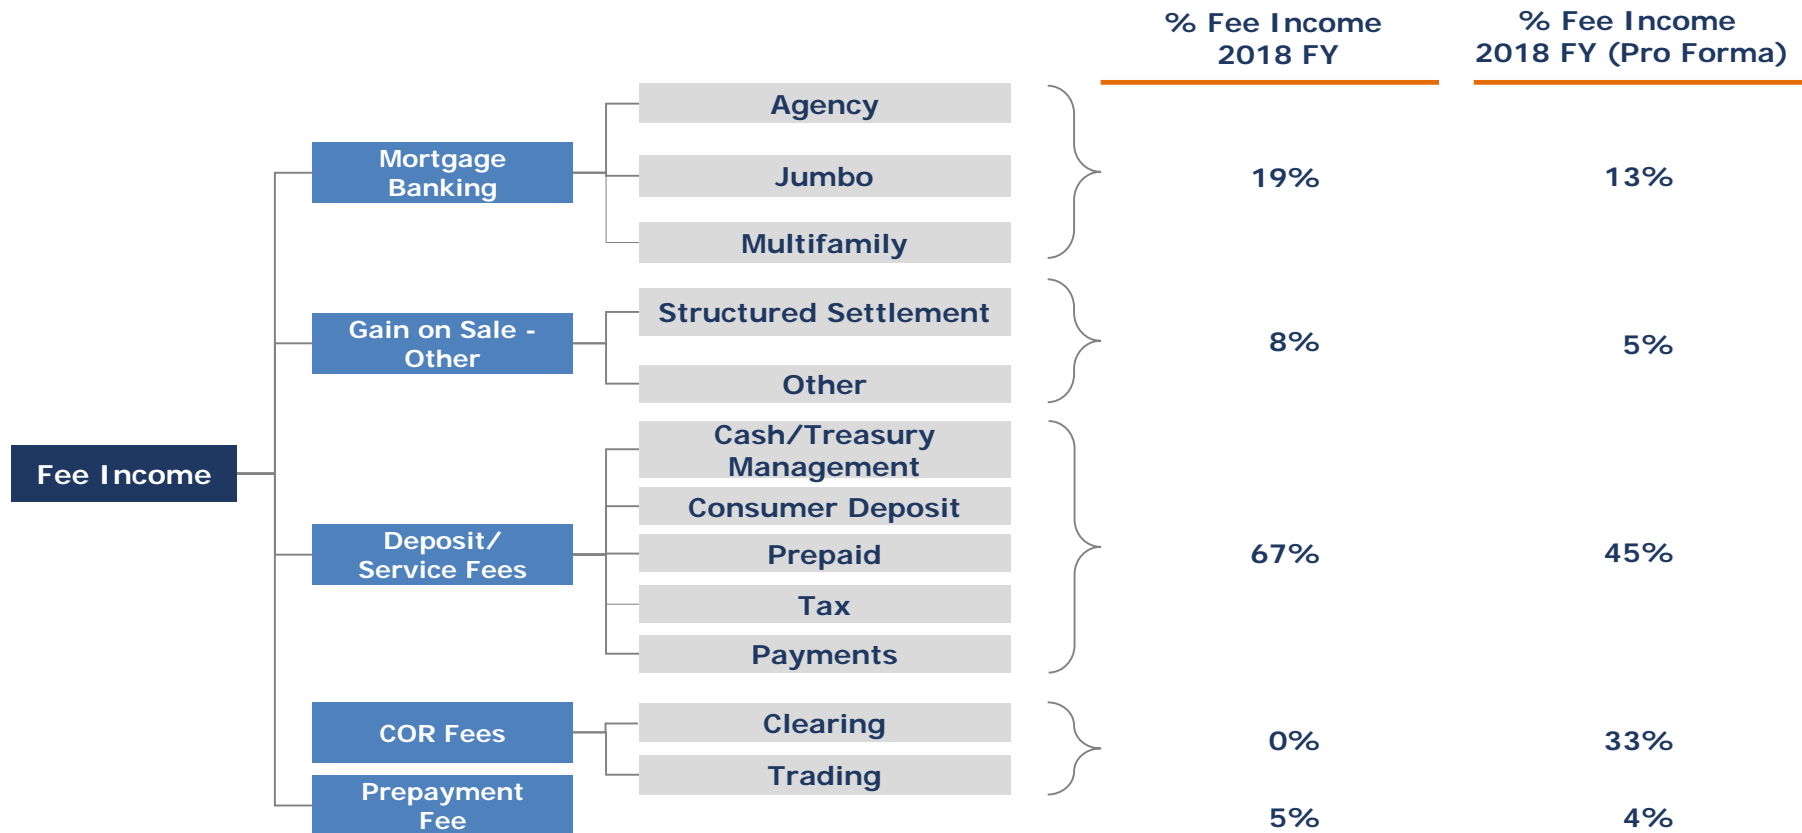 % Fee Income
2018 FY
% Fee Income
2018 FY (Pro Forma)
Fee Income
Mortgage
Banking
Agency
Jumbo
Multifamily
19%
13%
Gain on Sale -
Other
Structured Settlement
Other
8%
5%
Deposit/
Service Fees
Cash/Treasury
Management
Consumer Deposit
Prepaid
Tax
Payments
67%
45%
COR Fees
Clearing
Trading
0%
33%
Prepayment
Fee
5%
4%